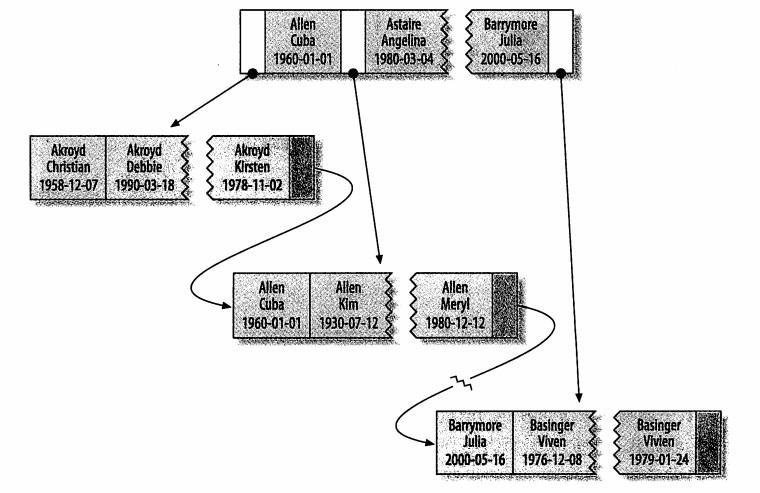 Allen
Cuba
1960-01-01
Astaire
Angelina
1980-03-04
Barrymore
Julia
2000-05-16
Akroyd
Christian
1958-12-07
Akroyd
Debbie
1990-03-18
Akroyd
Kirsten
1978-11-02
Allen
Cuba
1960-01-01
Allen
Kim
1930-07-12
Allen
Meryl
1980-12-12
Barrymore
Julia
2000-05-16
Basinger
Viven
1976-12-08
Basinger
Vivien
1979-01-24